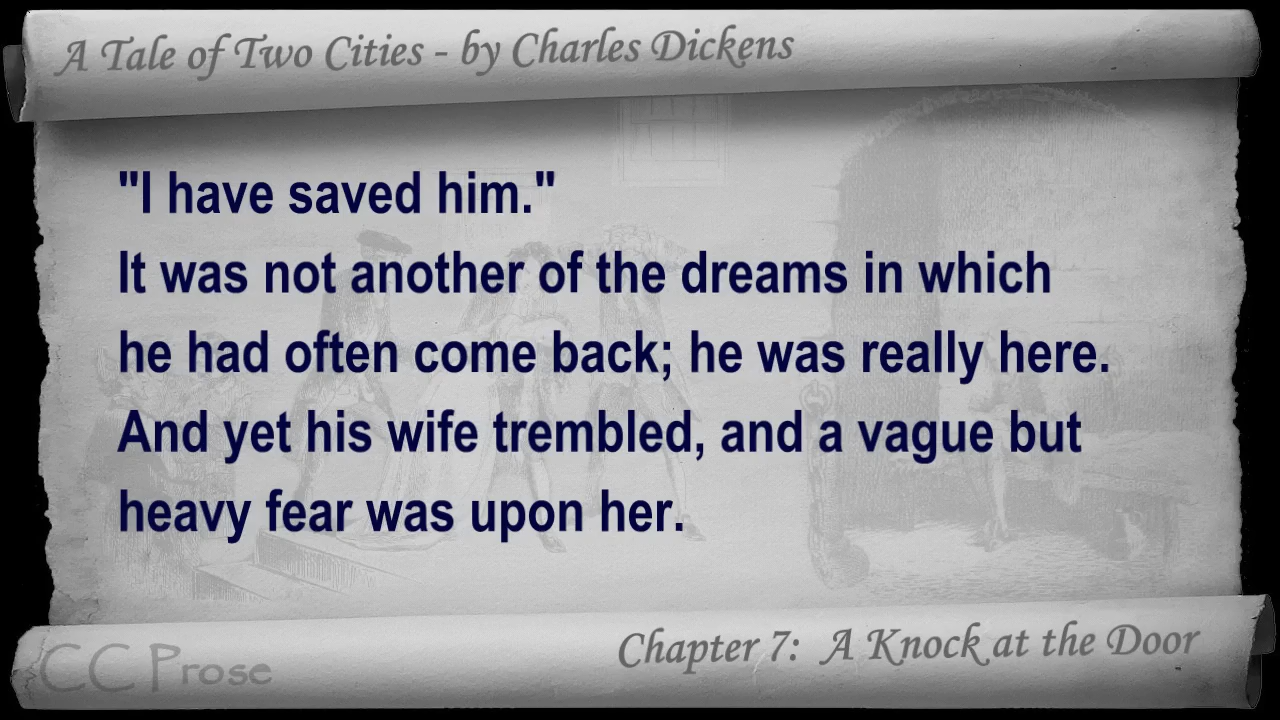 A Tale of Two Cities - by Charles Dickens
"I have saved him."
It was not another of the dreams in which
he had often come back; he was really here.
And yet his wife trembled, and a vague but
heavy fear was upon her.
Chapter 7: A Knock at the Door
CC Prose